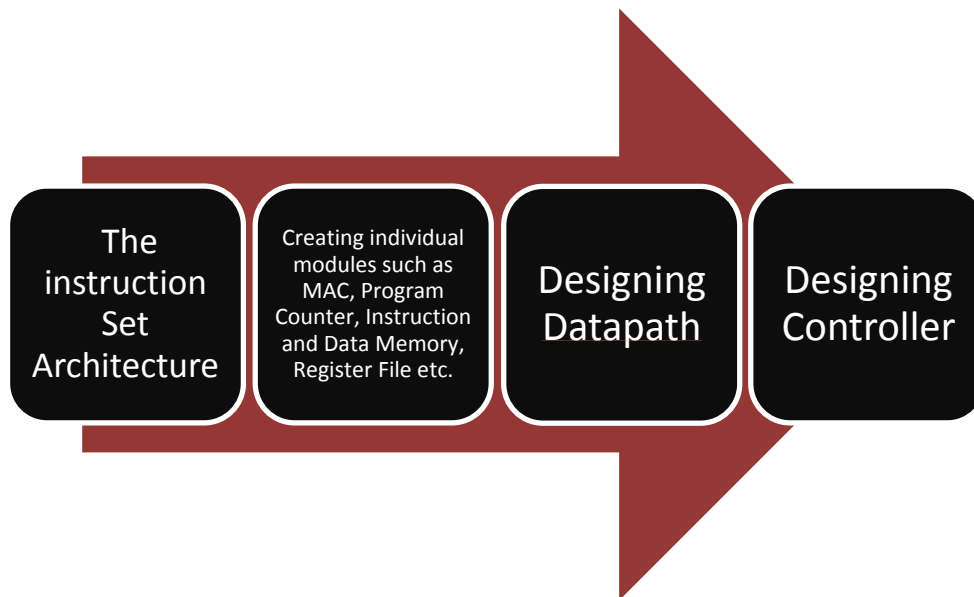 The
instruction
Set
Architecture
Creating individual
modules such as
MAC, Program
Counter, Instruction
and Data Memory,
Register File etc.
Designing
Datapath
Designing
Controller